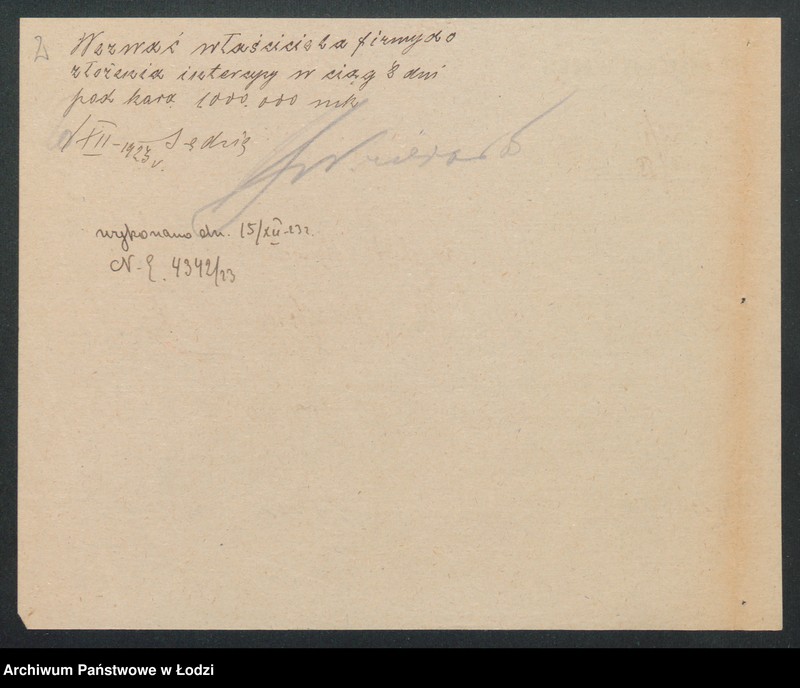 2
Wezwać właściciela firmy do
złożenia intercyzy w ciąg 8 dni
pod karą 1000.000 mk
XII-1923 r. Sędzia
wykonano dn. 15/XII 23 r.
N. E. 4342/23
Archiwum Państwowe w Łodzi